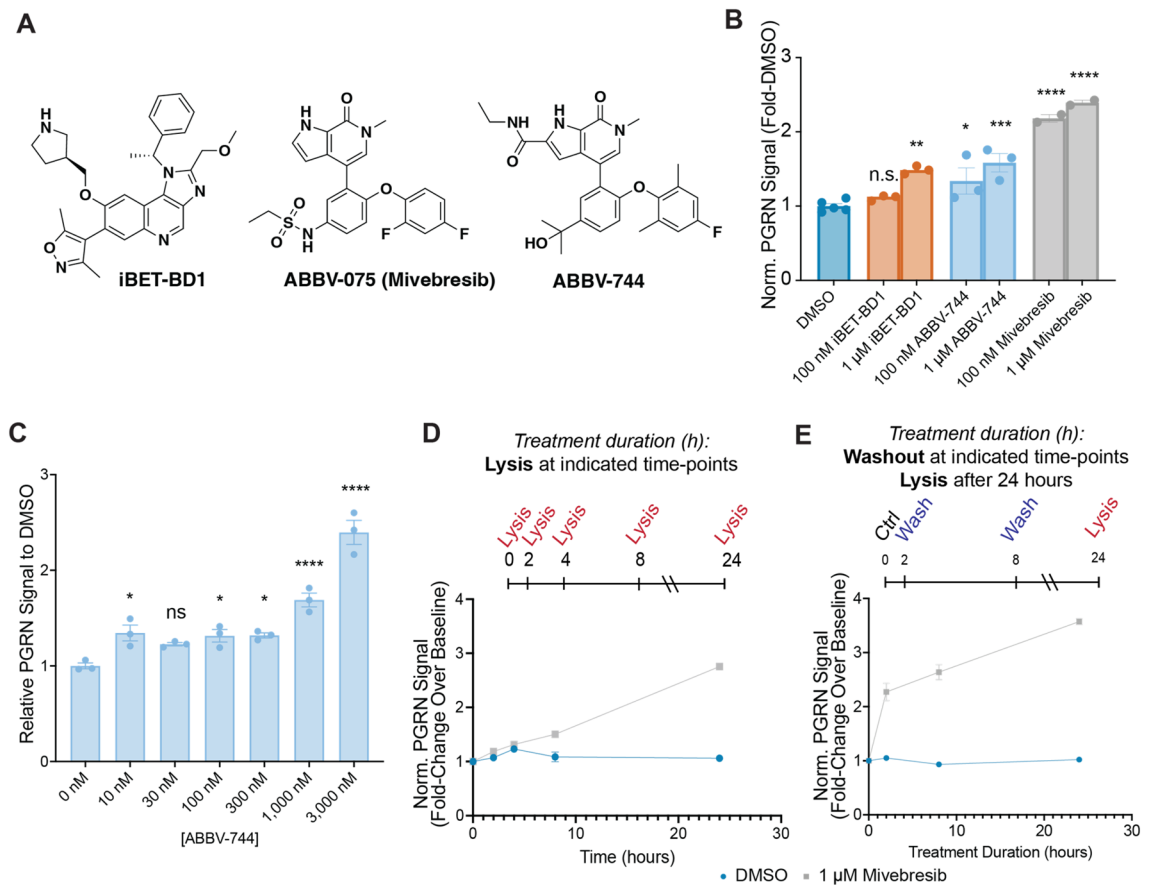 A
HN
O
O
N
N
O
N
O
N
iBET-BD1
O
HN
N
O
F
F
O
S
O
N
H
ABBV-075 (Mivebresib)
O
HN
N
NH
O
O
F
HO
ABBV-744
B
Norm. PGRN Signal (Fold-DMSO)
3
2
1
0
n.s.
**
*
***
****
****
DMSO
100 nM iBET-BD1
1 µM iBET-BD1
100 nM ABBV-744
1 µM ABBV-744
100 nM Mivebresib
1 µM Mivebresib
C
Relative PGRN Signal to DMSO
3
2
1
0
*
ns
*
*
****
****
0 nM
10 nM
30 nM
100 nM
300 nM
1,000 nM
3,000 nM
[ABBV-744]
D
Treatment duration (h):
Lysis at indicated time-points
Lysis Lysis Lysis Lysis Lysis
0 2 4 8 24
Norm. PGRN Signal
(Fold-Change Over Baseline)
4
3
2
1
0
0 10 20 30
Time (hours)
E
Treatment duration (h):
Washout at indicated time-points
Lysis after 24 hours
Ctrl Wash Wash Lysis
0 2 8 24
Norm. PGRN Signal
(Fold-Change Over Baseline)
4
3
2
1
0
0 10 20 30
Treatment Duration (hours)
DMSO 1 µM Mivebresib